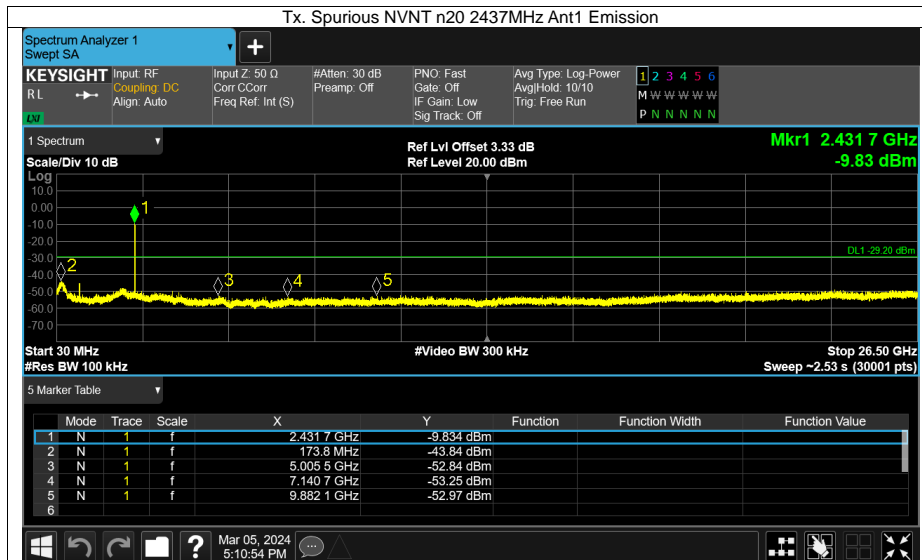 Tx. Spurious NVNT n20 2437MHz Ant1 Emission
Spectrum Analyzer 1
Swept SA
+
KEYSIGHT
RL
LXI
Input: RF
Coupling: DC
Align: Auto
Input Z: 50 Ω
Corr CCorr
Freq Ref: Int (S)
#Atten: 30 dB
Preamp: Off
PNO: Fast
Gate: Off
IF Gain: Low
Sig Track: Off
Avg Type: Log-Power
Avg|Hold: 10/10
Trig: Free Run
1 2 3 4 5 6
M W W W W W
P N N N N N
1 Spectrum
Scale/Div 10 dB
Ref Lvl Offset 3.33 dB
Ref Level 20.00 dBm
Mkr1 2.431 7 GHz
-9.83 dBm
Log
10.0
0.00
-10.0
-20.0
-30.0
-40.0
-50.0
-60.0
-70.0
1
2
3
4
5
DL1 -29.20 dBm
Start 30 MHz
#Video BW 300 kHz
Stop 26.50 GHz
#Res BW 100 kHz
Sweep ~2.53 s (30001 pts)
5 Marker Table
Mode Trace Scale X Y Function Function Width Function Value
1 N 1 f 2.431 7 GHz -9.834 dBm
2 N 1 f 173.8 MHz -43.84 dBm
3 N 1 f 5.005 5 GHz -52.84 dBm
4 N 1 f 7.140 7 GHz -53.25 dBm
5 N 1 f 9.882 1 GHz -52.97 dBm
6
?
Mar 05, 2024
5:10:54 PM